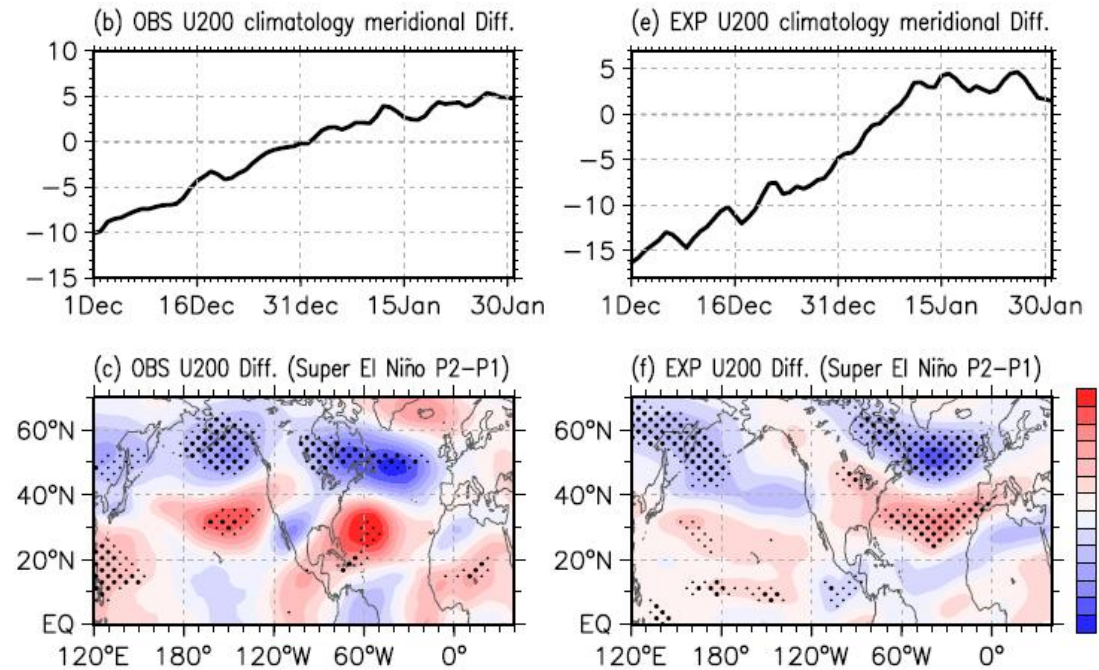 (b) OBS U200 climatology meridional Diff.
10
5
0
−5
−10
−15
1Dec 16Dec 31dec 15Jan 30Jan
(e) EXP U200 climatology meridional Diff.
5
0
−5
−10
−15
1Dec 16Dec 31dec 15Jan 30Jan
(c) OBS U200 Diff. (Super El Niño P2−P1)
60°N
40°N
20°N
EQ
120°E 180° 120°W 60°W 0°
(f) EXP U200 Diff. (Super El Niño P2−P1)
60°N
40°N
20°N
EQ
120°E 180° 120°W 60°W 0°